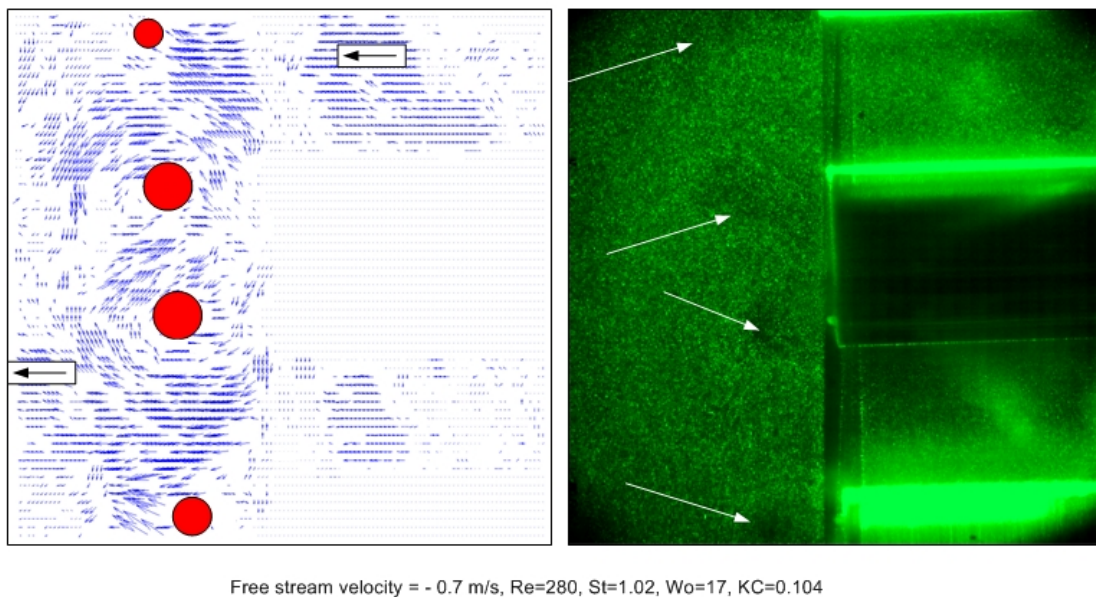 Free stream velocity = - 0.7 m/s, Re=280, St=1.02, Wo=17, KC=0.104